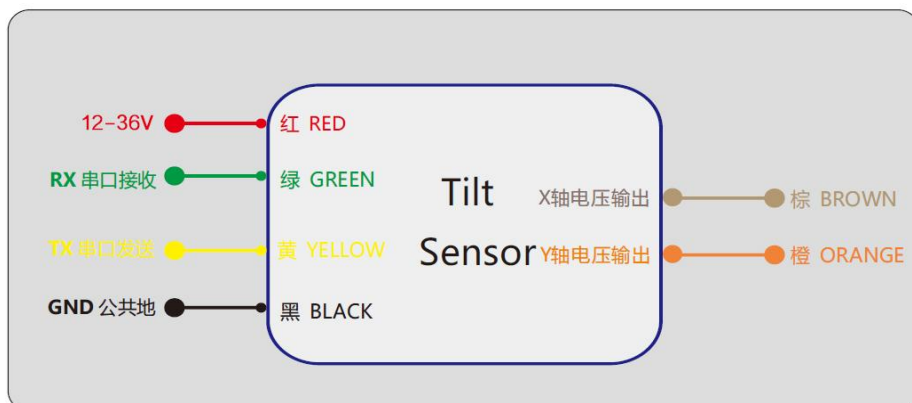 12-36V 红 RED
RX 串口接收 绿 GREEN
TX 串口发送 黄 YELLOW
GND 公共地 黑 BLACK
Tilt
Sensor
X轴电压输出 棕 BROWN
Y轴电压输出 橙 ORANGE